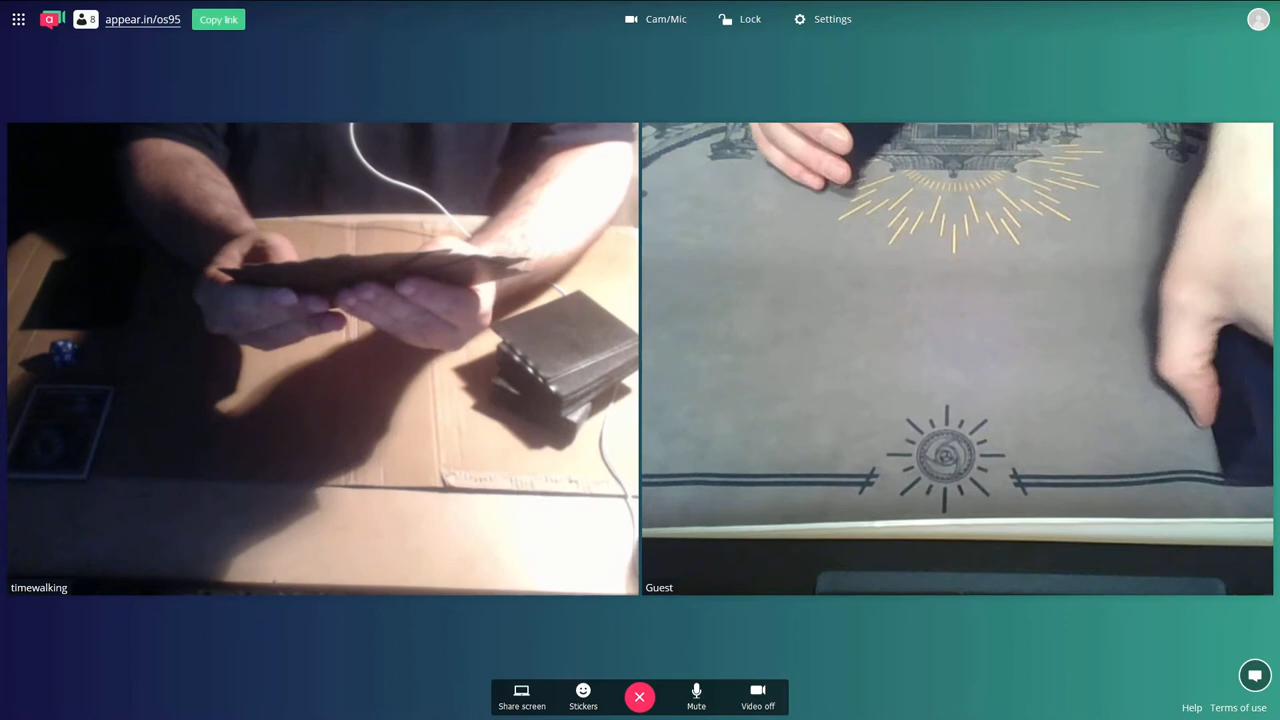 a
8
appear.in/os95
Copy link
Cam/Mic
Lock
Settings
timewalking
Guest
Share screen
Stickers
Mute
Video off
Help
Terms of use